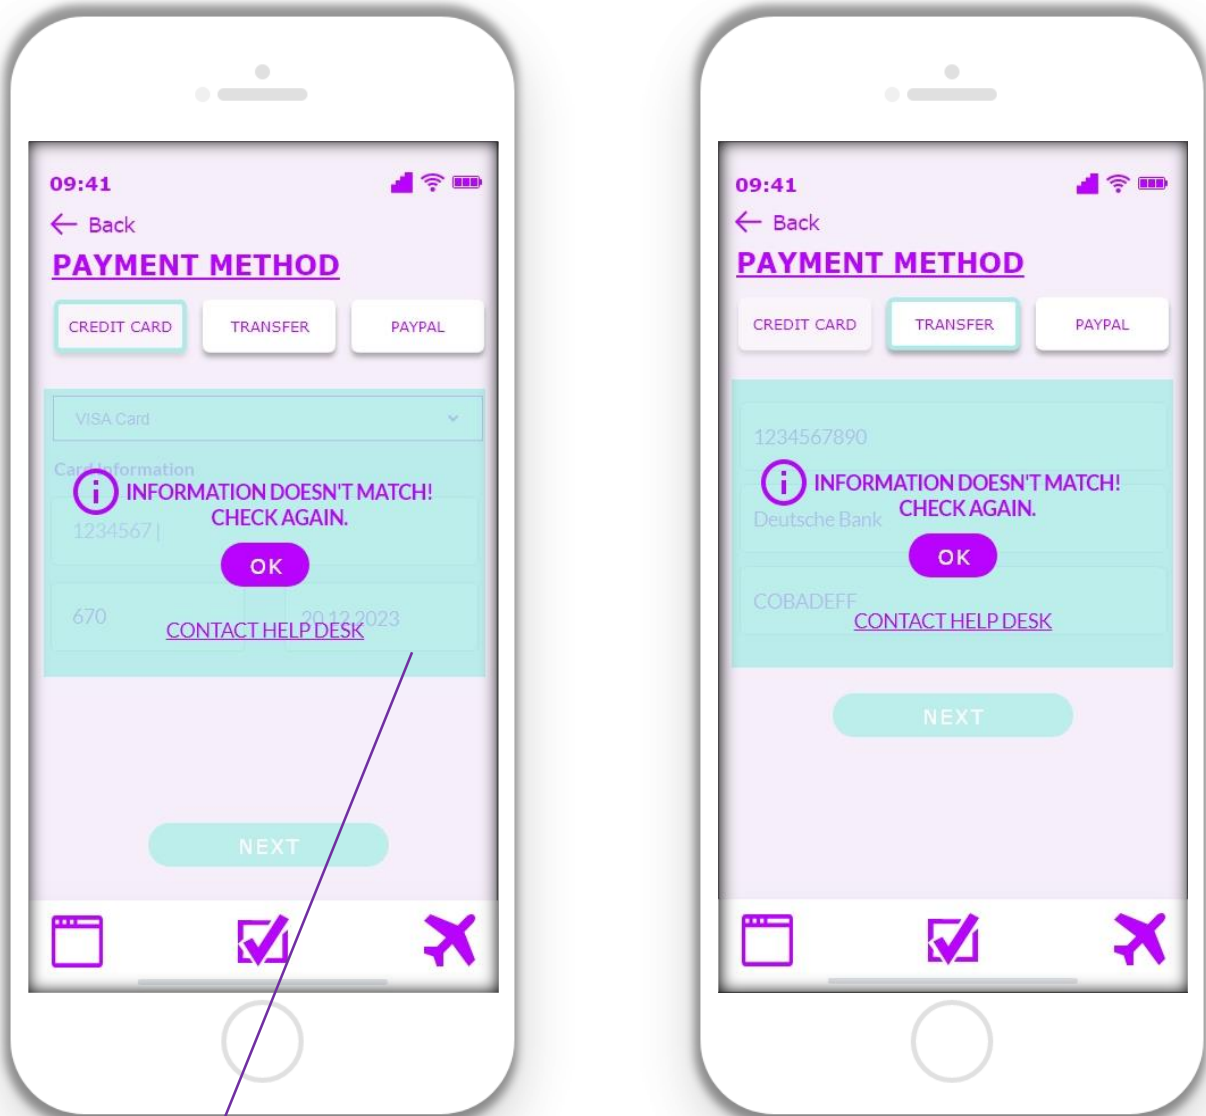 09:41
Back
PAYMENT METHOD
CREDIT CARD
TRANSFER
PAYPAL
VISA Card
Card Information
INFORMATION DOESN'T MATCH!
CHECK AGAIN.
1234567
OK
670
20.12.2023
CONTACT HELP DESK
NEXT
09:41
Back
PAYMENT METHOD
CREDIT CARD
TRANSFER
PAYPAL
1234567890
INFORMATION DOESN'T MATCH!
CHECK AGAIN.
Deutsche Bank
OK
COBADEFF
CONTACT HELP DESK
NEXT